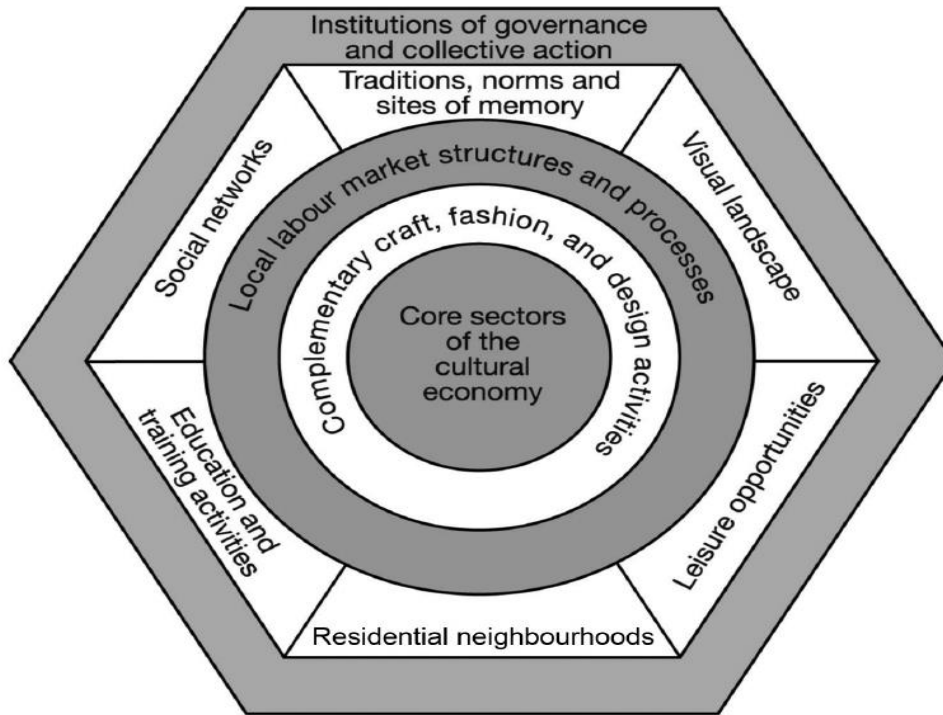 Institutions of governance
and collective action
Traditions, norms and
sites of memory
Social networks
Visual landscape
Local labour market structures and processes
Complementary craft, fashion, and design activities
Core sectors
of the
cultural
economy
Education and
training activities
Leisure opportunities
Residential neighbourhoods